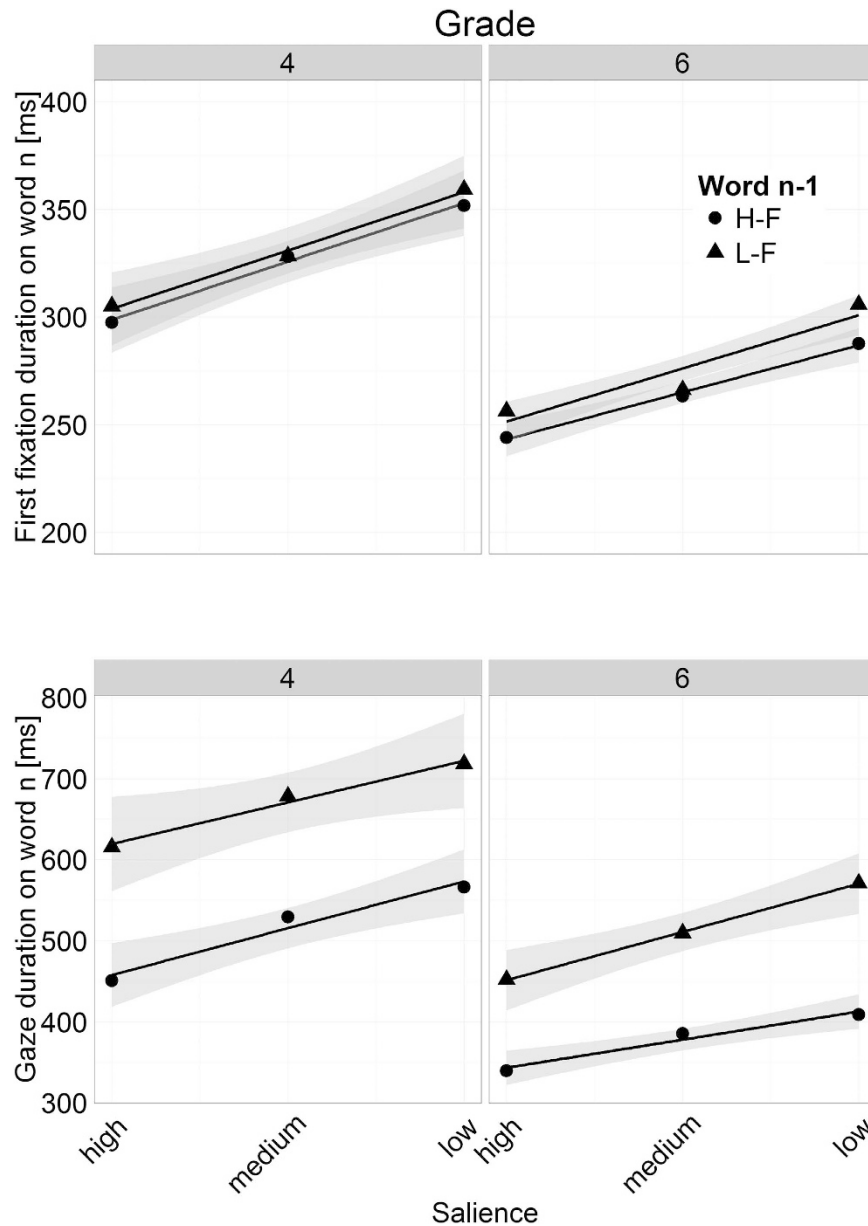 Grade
4
6
First fixation duration on word n [ms]
400
350
300
250
200
Word n-1
H-F
L-F
4
6
Gaze duration on word n [ms]
800
700
600
500
400
300
high
medium
low
high
medium
low
Salience